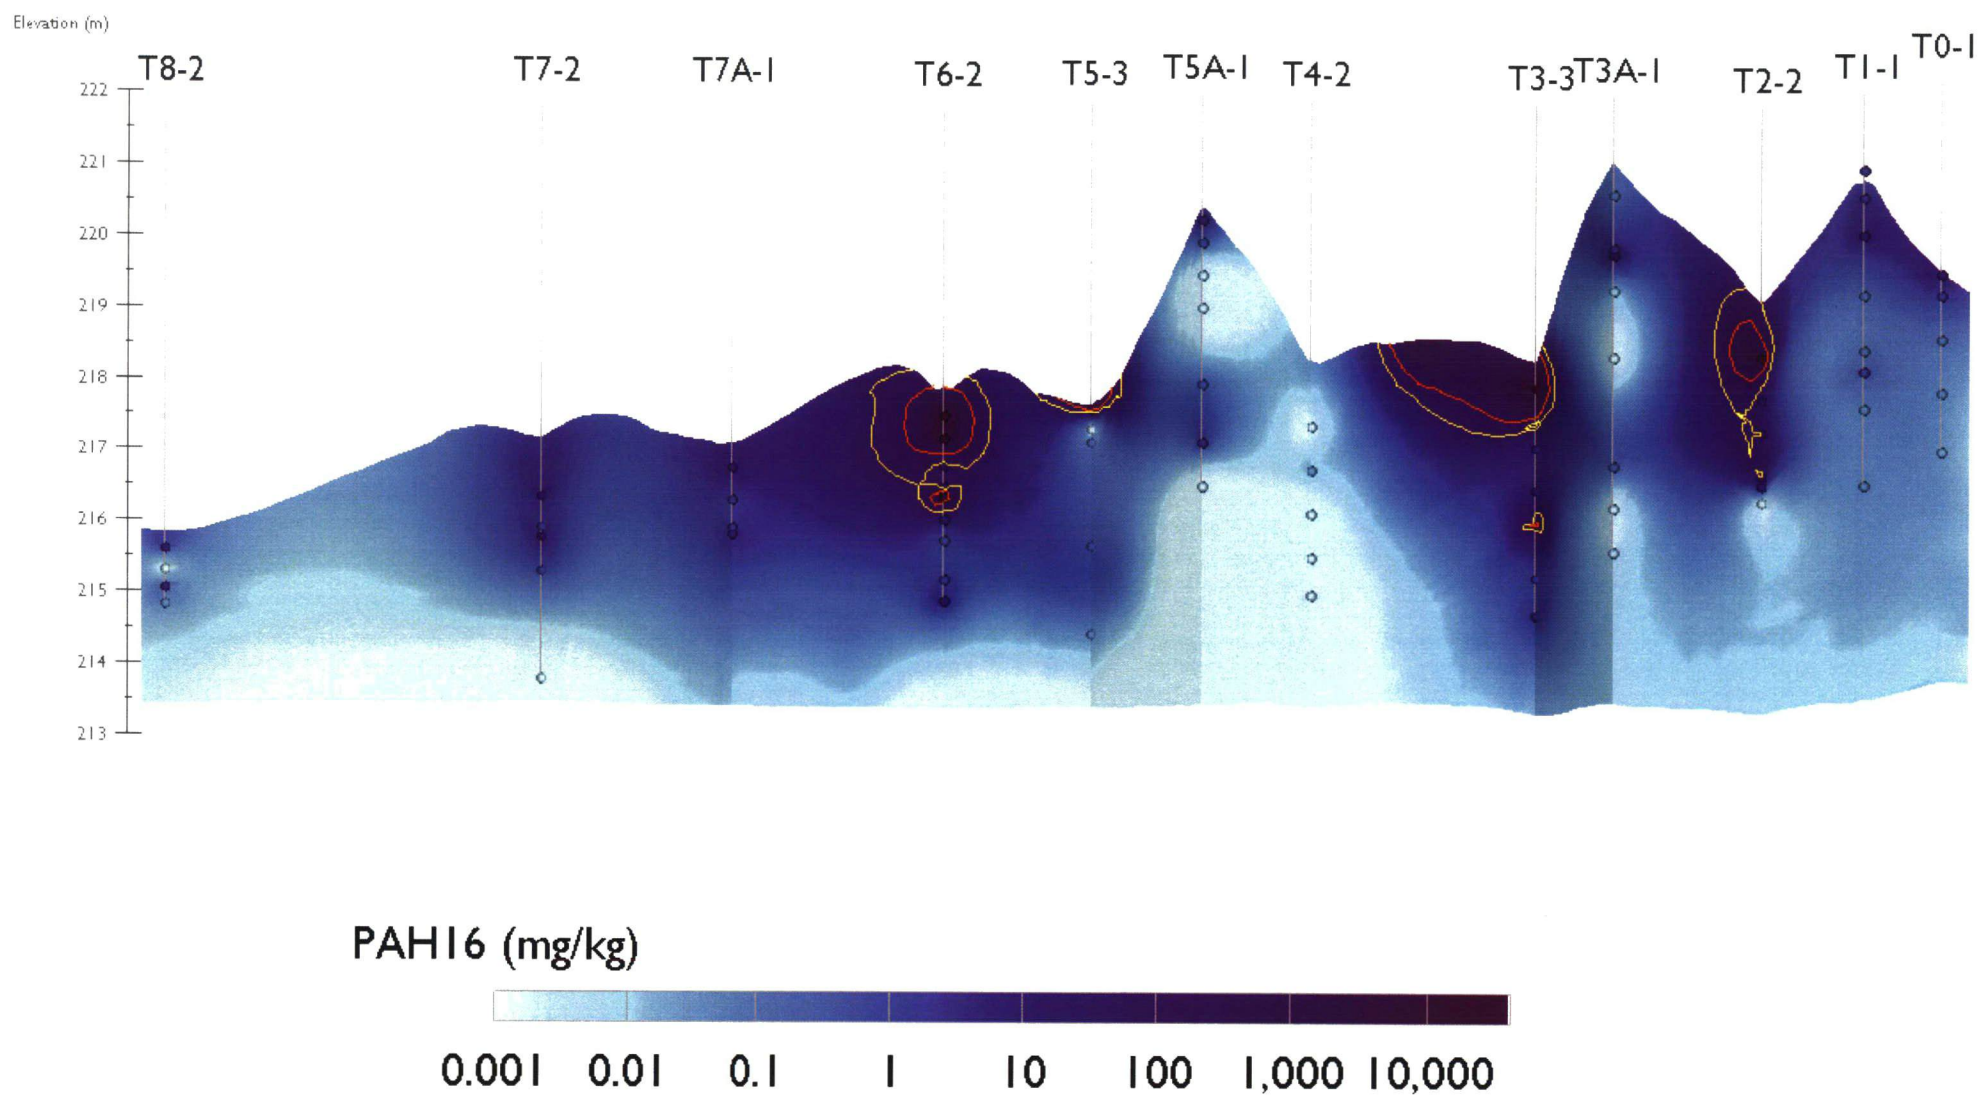 Elevation (m)
T8-2 T7-2 T7A-1 T6-2 T5-3 T5A-1 T4-2 T3-3 T3A-1 T2-2 T1-1 T0-1
222
221
220
219
218
217
216
215
214
213
PAH16 (mg/kg)
0.001 0.01 0.1 1 10 100 1,000 10,000